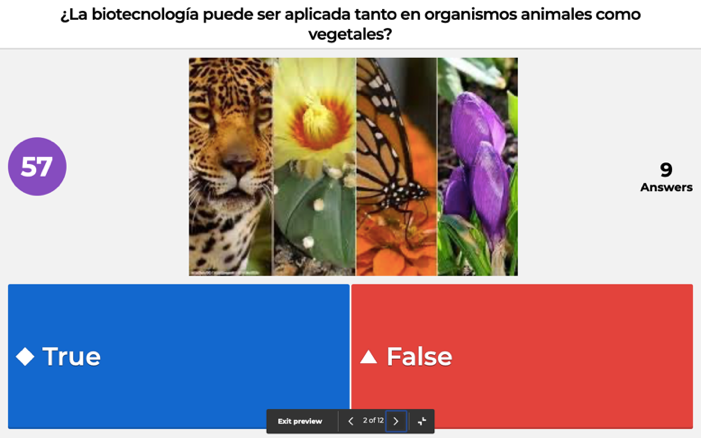 ¿La biotecnología puede ser aplicada tanto en organismos animales como
vegetales?
57
9
Answers
True
False
Exit preview
2 of 12